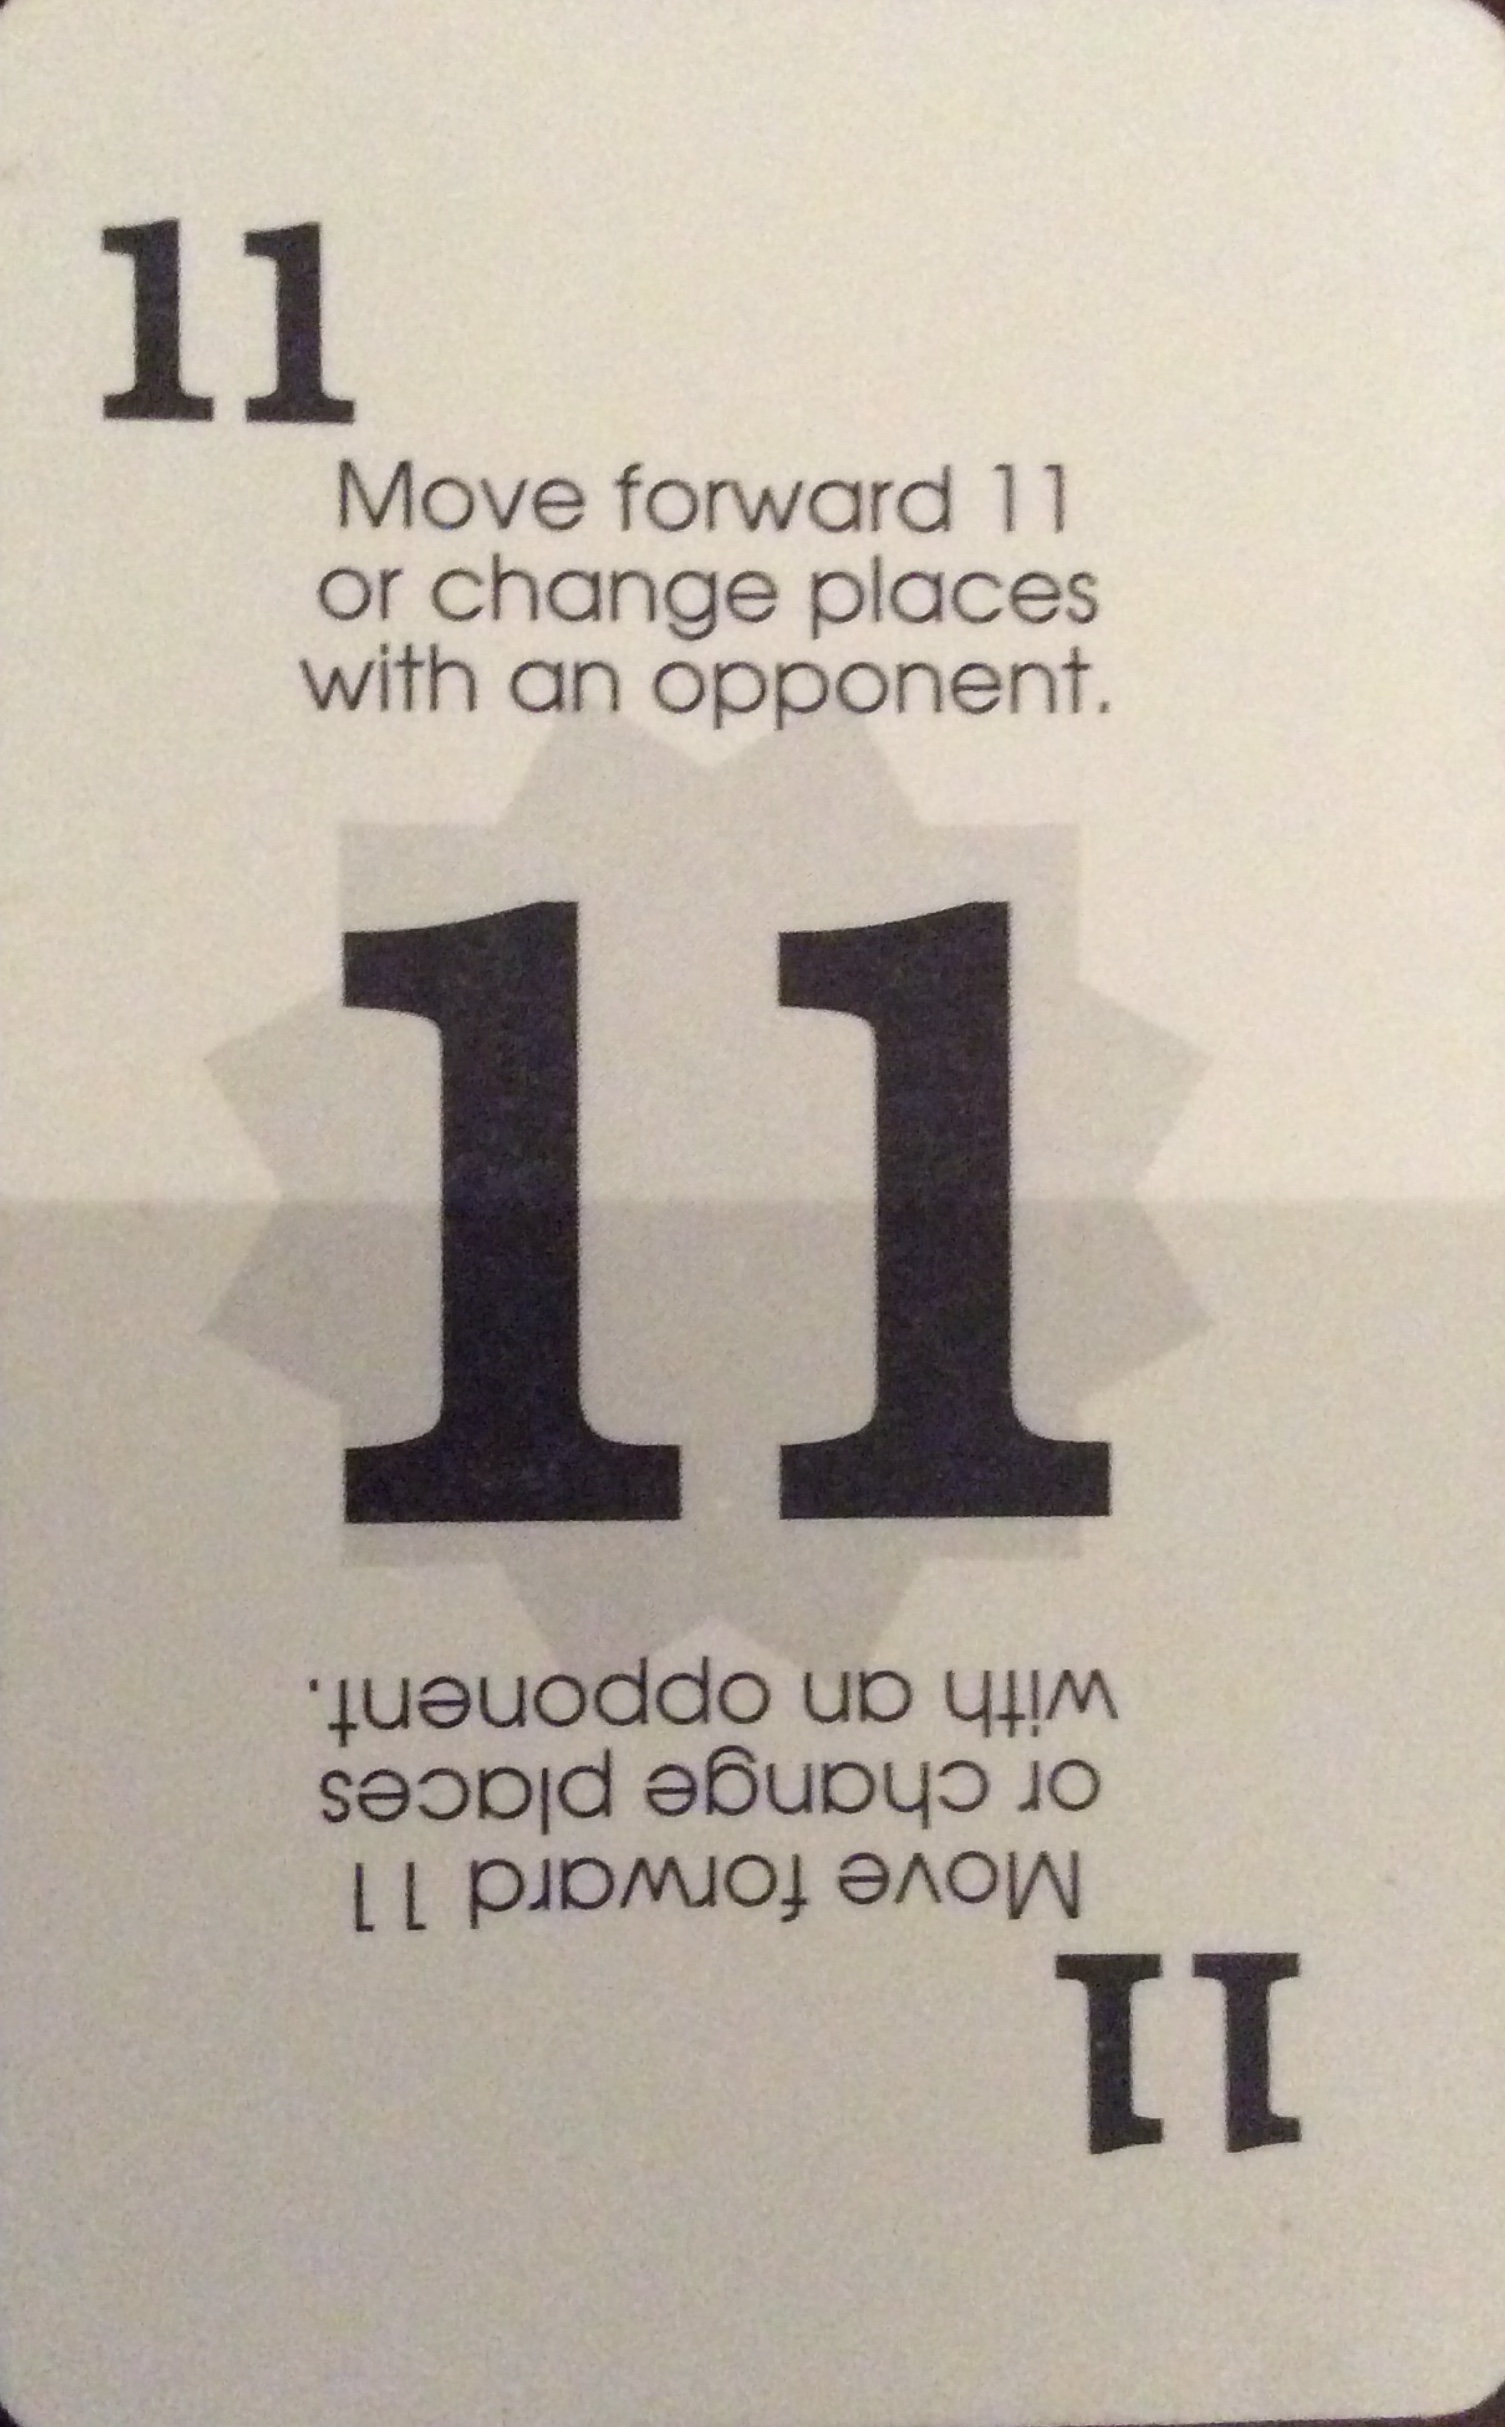 11
Move forward 11
or change places
with an opponent.
11
Move forward 11
or change places
with an opponent.
11